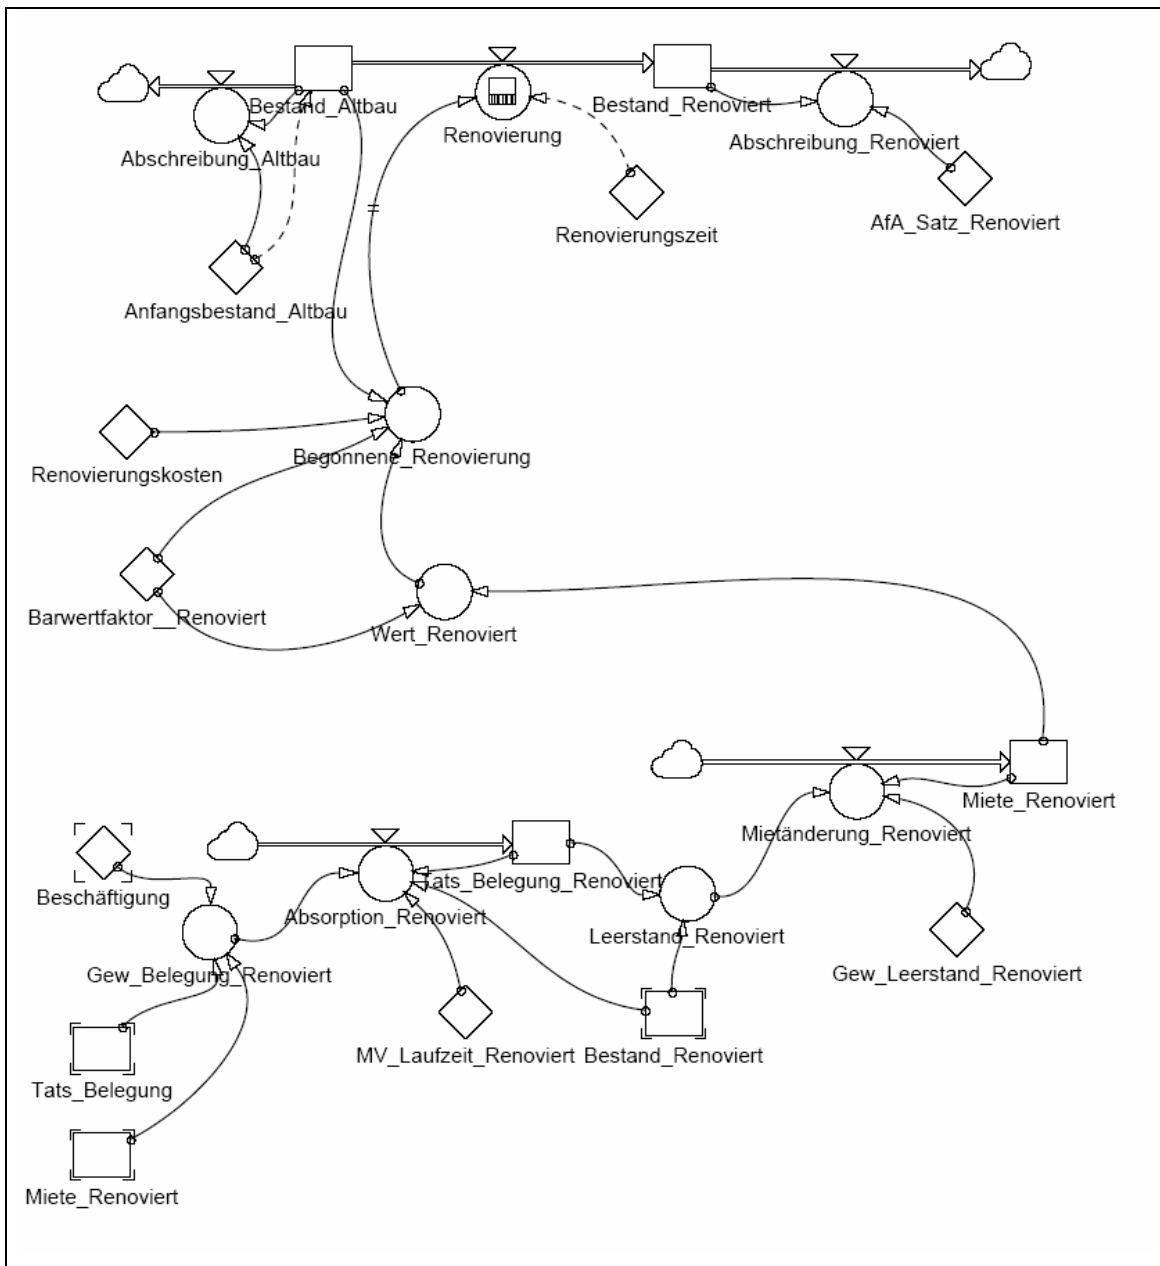 Bestand_Altbau
Bestand_Renoviert
Renovierung
Abschreibung_Renoviert
Abschreibung_Altbau
AfA_Satz_Renoviert
Renovierungszeit
Anfangsbestand_Altbau
Begonnene_Renovierung
Renovierungskosten
Barwertfaktor__Renoviert
Wert_Renoviert
Miete_Renoviert
Mietänderung_Renoviert
Tats_Belegung_Renoviert
Beschäftigung
Absorption_Renoviert
Leerstand_Renoviert
Gew_Belegung_Renoviert
Gew_Leerstand_Renoviert
MV_Laufzeit_Renoviert
Bestand_Renoviert
Tats_Belegung
Miete_Renoviert